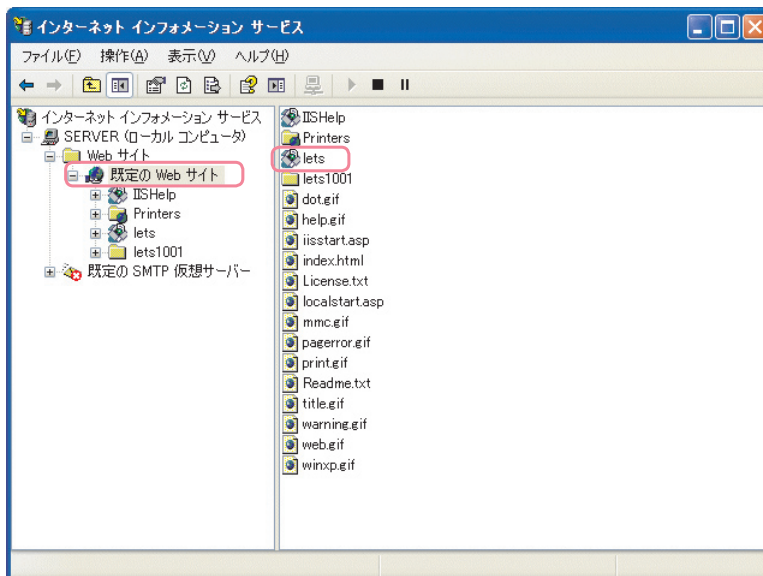 インターネット インフォメーション サービス
ファイル(F) 操作(A) 表示(V) ヘルプ(H)
インターネット インフォメーション サービス
SERVER (ローカル コンピュータ)
Web サイト
既定の Web サイト
IISHelp
Printers
lets
lets1001
既定の SMTP 仮想サーバー
IISHelp
Printers
lets
lets1001
dot.gif
help.gif
iisstart.asp
index.html
License.txt
localstart.asp
mmc.gif
pagerror.gif
print.gif
Readme.txt
title.gif
warning.gif
web.gif
winxp.gif